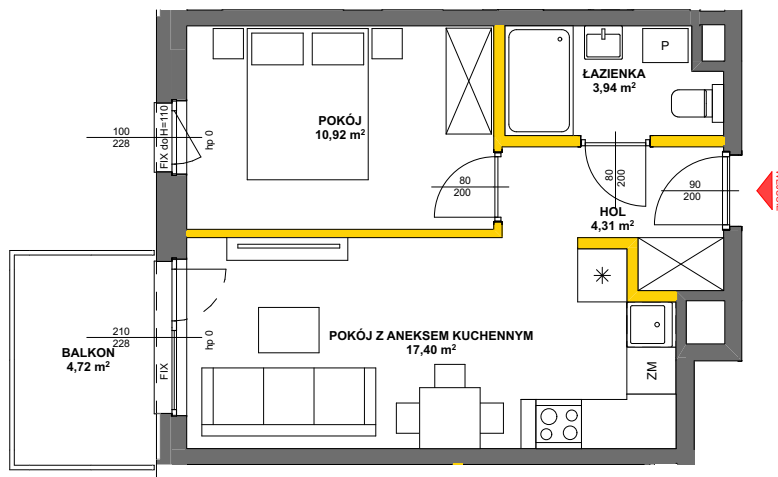 ŁAZIENKA
3,94 m²
P
POKÓJ
10,92 m²
100
228
FIX do H=110
hp 0
80
200
80
200
90
200
HOL
4,31 m²
POKÓJ Z ANEKSEM KUCHENNYM
17,40 m²
BALKON
4,72 m²
210
228
FIX
hp 0
ZM